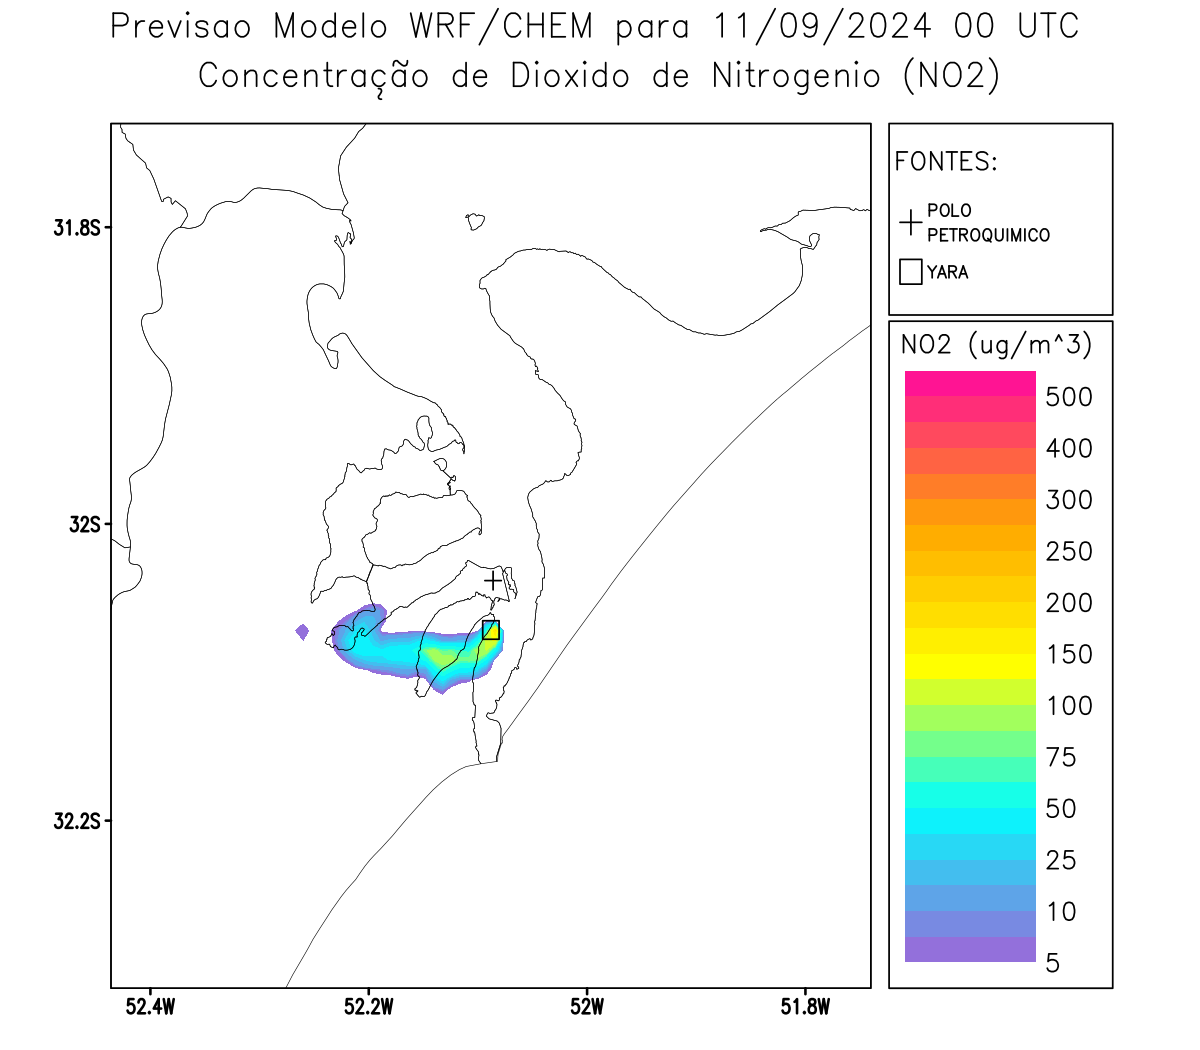 Previsao Modelo WRF/CHEM para 11/09/2024 00 UTC
Concentração de Dioxido de Nitrogenio (NO2)
FONTES:
POLO
PETROQUIMICO
YARA
NO2 (ug/m^3)
500
400
300
250
200
150
100
75
50
25
10
5
31.8S
32S
32.2S
52.4W
52.2W
52W
51.8W